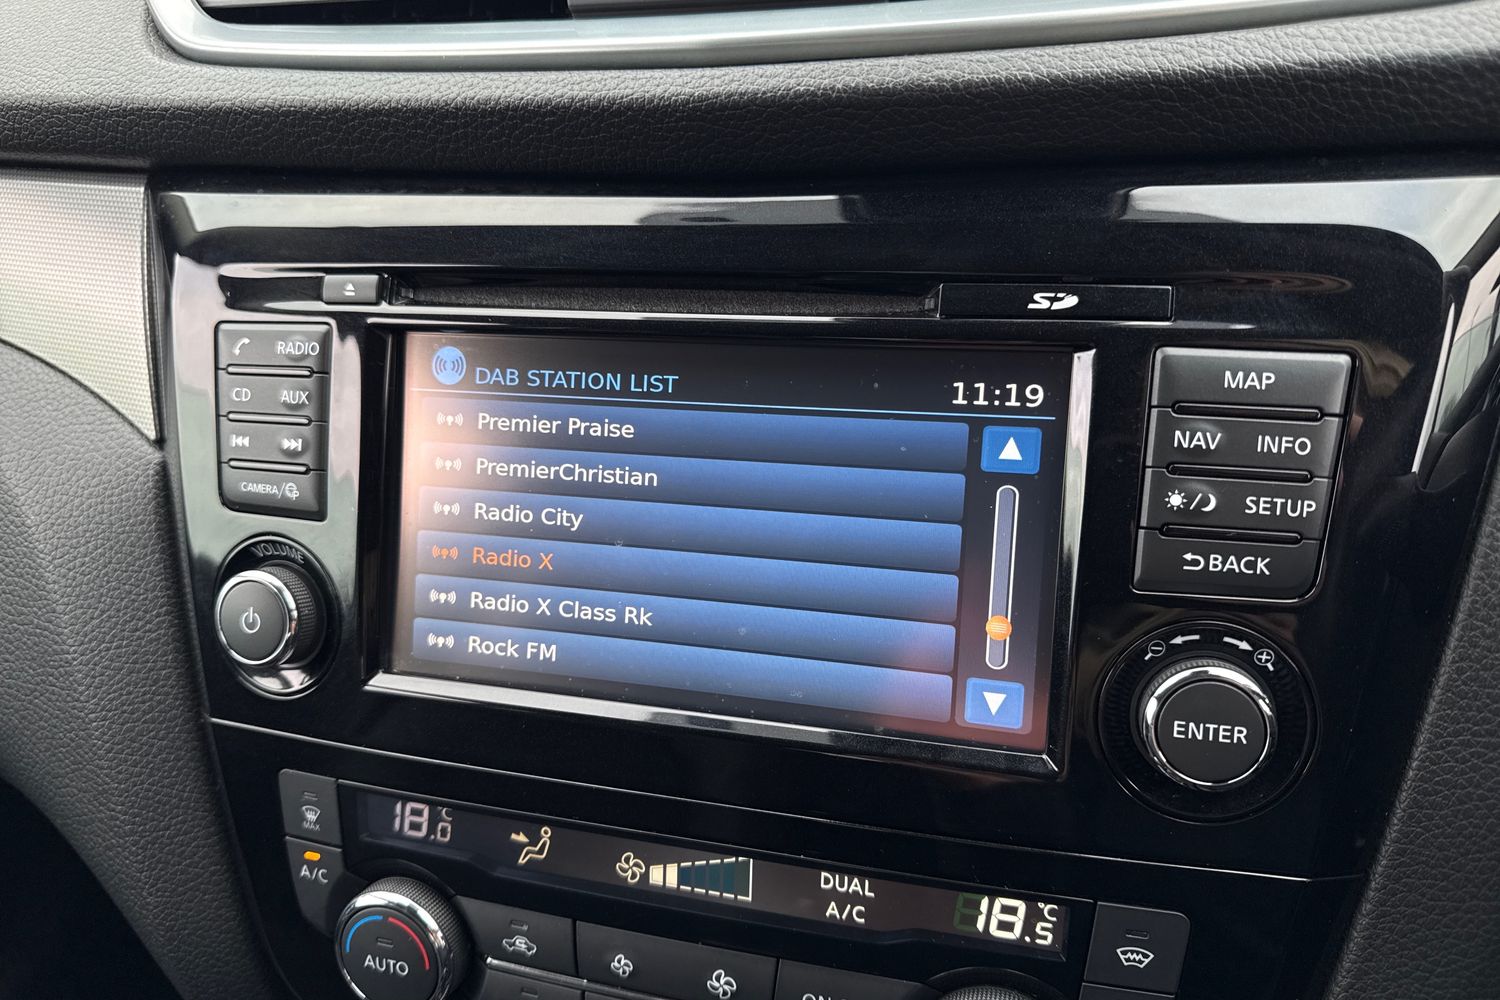 SD
RADIO
CD AUX
CAMERA/
VOLUME
DAB STATION LIST
11:19
Premier Praise
PremierChristian
Radio City
Radio X
Radio X Class Rk
Rock FM
MAP
NAV INFO
SETUP
BACK
ENTER
MAX
A/C
18.0 °C
DUAL
A/C
18.5 °C
AUTO